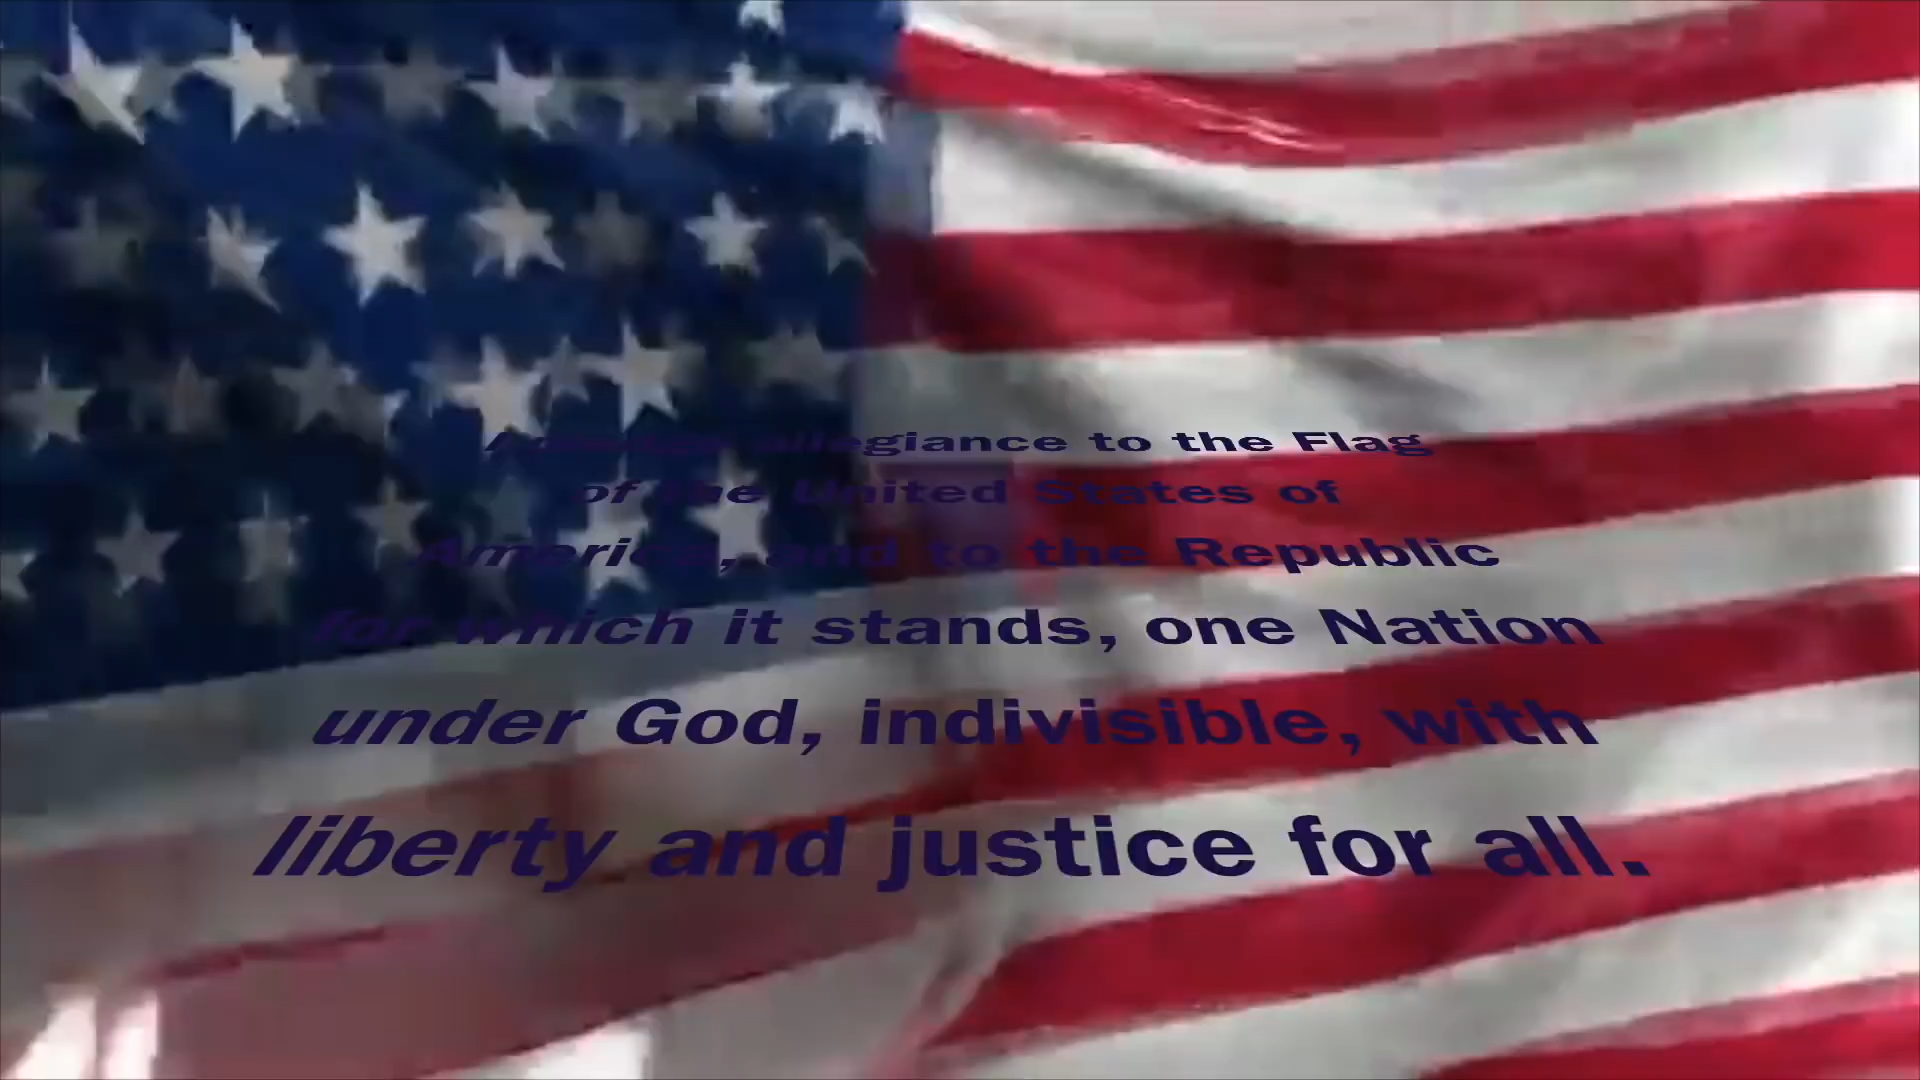 I pledge allegiance to the Flag
of the United States of
America, and to the Republic
for which it stands, one Nation
under God, indivisible, with
liberty and justice for all.